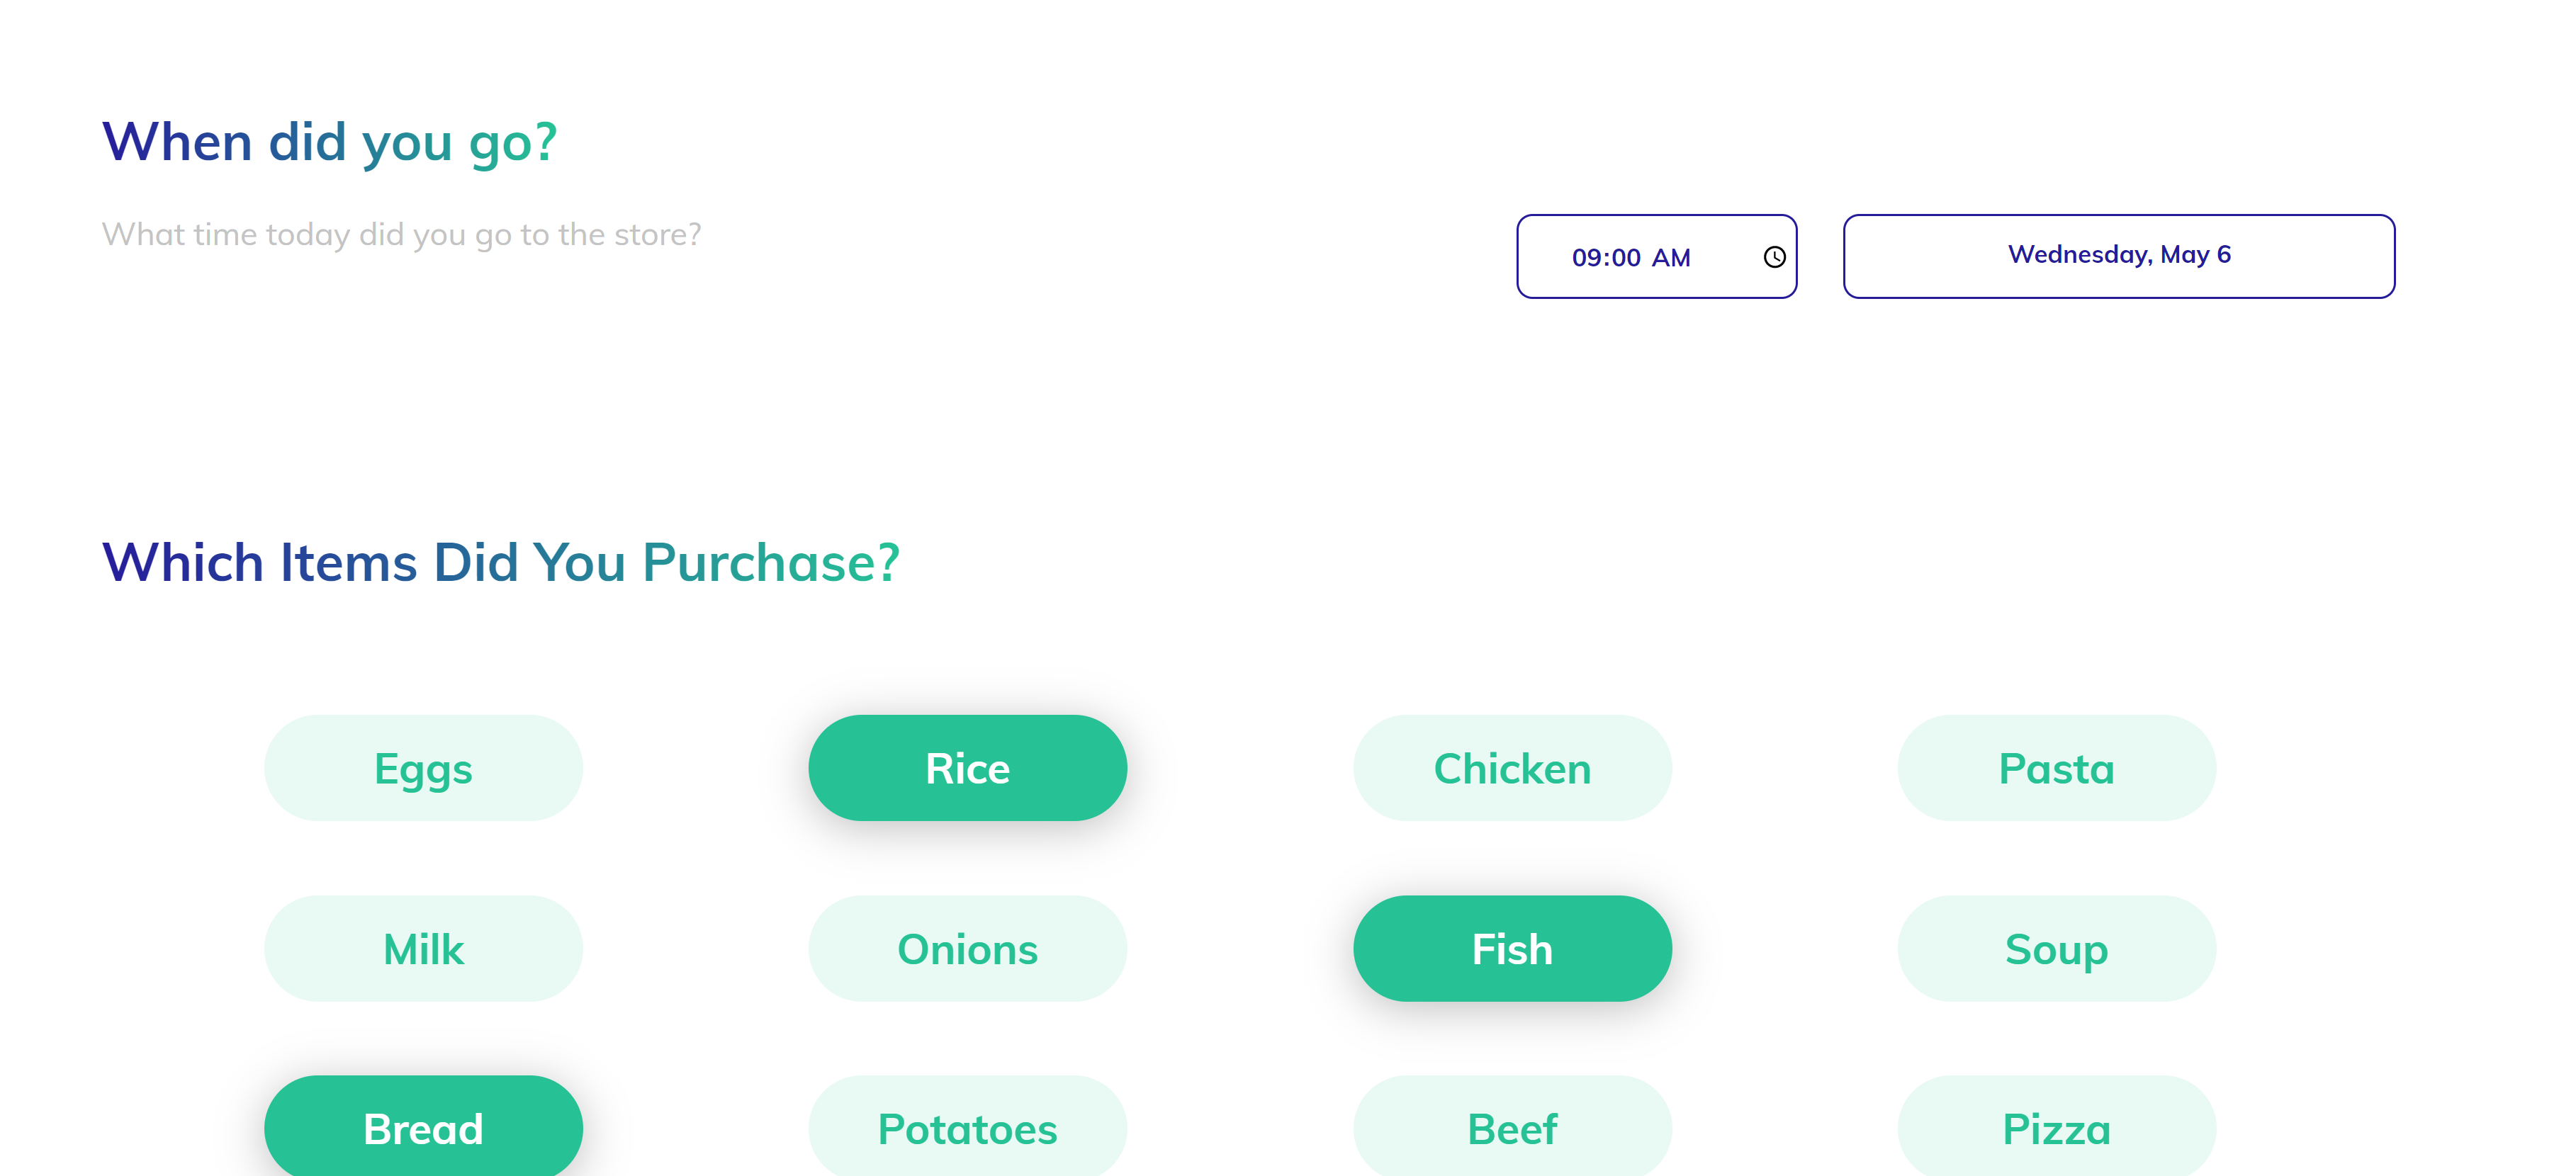 When did you go?
What time today did you go to the store?
09:00 AM
Wednesday, May 6
Which Items Did You Purchase?
Eggs
Rice
Chicken
Pasta
Milk
Onions
Fish
Soup
Bread
Potatoes
Beef
Pizza